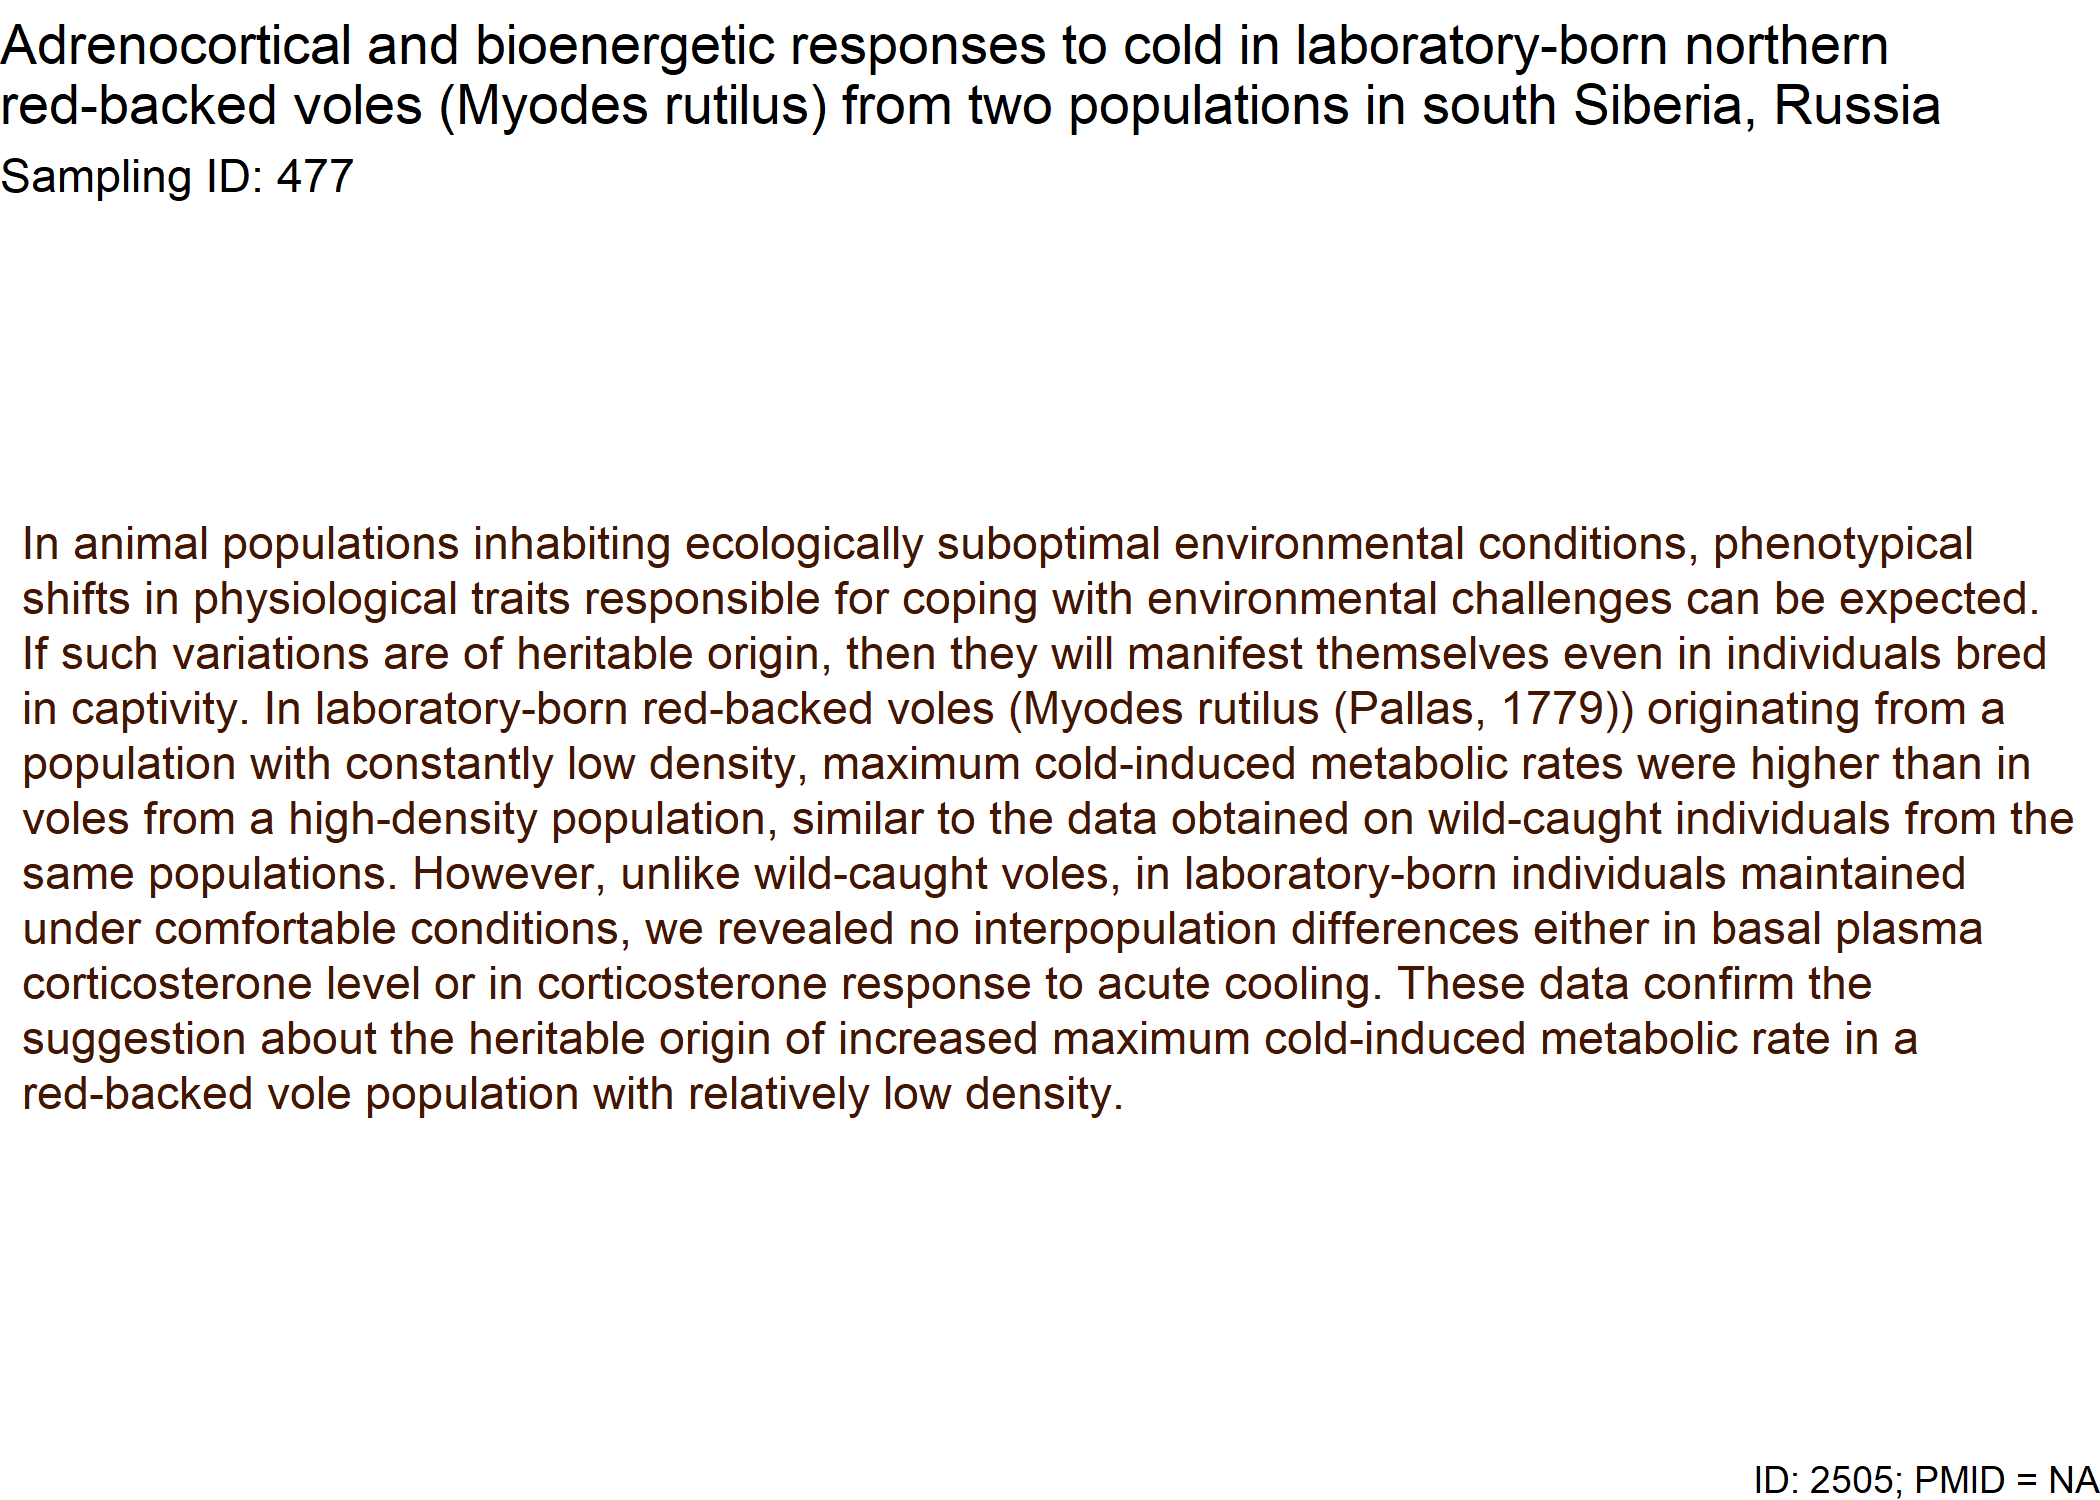 Adrenocortical and bioenergetic responses to cold in laboratory-born northern
red-backed voles (Myodes rutilus) from two populations in south Siberia, Russia
Sampling ID: 477
In animal populations inhabiting ecologically suboptimal environmental conditions, phenotypical
shifts in physiological traits responsible for coping with environmental challenges can be expected.
If such variations are of heritable origin, then they will manifest themselves even in individuals bred
in captivity. In laboratory-born red-backed voles (Myodes rutilus (Pallas, 1779)) originating from a
population with constantly low density, maximum cold-induced metabolic rates were higher than in
voles from a high-density population, similar to the data obtained on wild-caught individuals from the
same populations. However, unlike wild-caught voles, in laboratory-born individuals maintained
under comfortable conditions, we revealed no interpopulation differences either in basal plasma
corticosterone level or in corticosterone response to acute cooling. These data confirm the
suggestion about the heritable origin of increased maximum cold-induced metabolic rate in a
red-backed vole population with relatively low density.
ID: 2505; PMID = NA